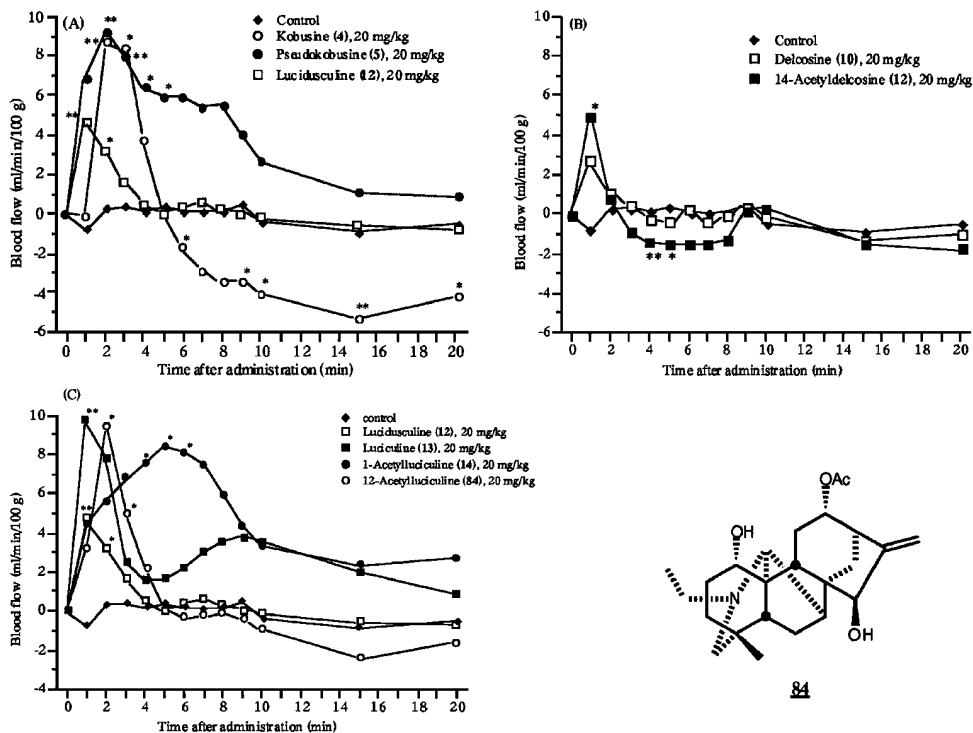 (A)
Control
Kobusine (4), 20 mg/kg
Pseudokobusine (5), 20 mg/kg
Lucidusculine (12), 20 mg/kg
Blood flow (ml/min/100 g)
10
8
6
4
2
0
-2
-4
-6
** ** * ** * * ** * * * * ** *
0 2 4 6 8 10 12 14 16 18 20
Time after administration (min)
(B)
Control
Delcosine (10), 20 mg/kg
14-Acetyldelcosine (12), 20 mg/kg
Blood flow (ml/min/100 g)
10
8
6
4
2
0
-2
-4
-6
* ** *
0 2 4 6 8 10 12 14 16 18 20
Time after administration (min)
(C)
control
Lucidusculine (12), 20 mg/kg
Luciculine (13), 20 mg/kg
1-Acetylluciculine (14), 20 mg/kg
12-Acetylluciculine (84), 20 mg/kg
Blood flow (ml/min/100 g)
10
8
6
4
2
0
-2
-4
** * * * * * ** *
0 2 4 6 8 10 12 14 16 18 20
Time after administration (min)
OAc
OH
N
OH
84